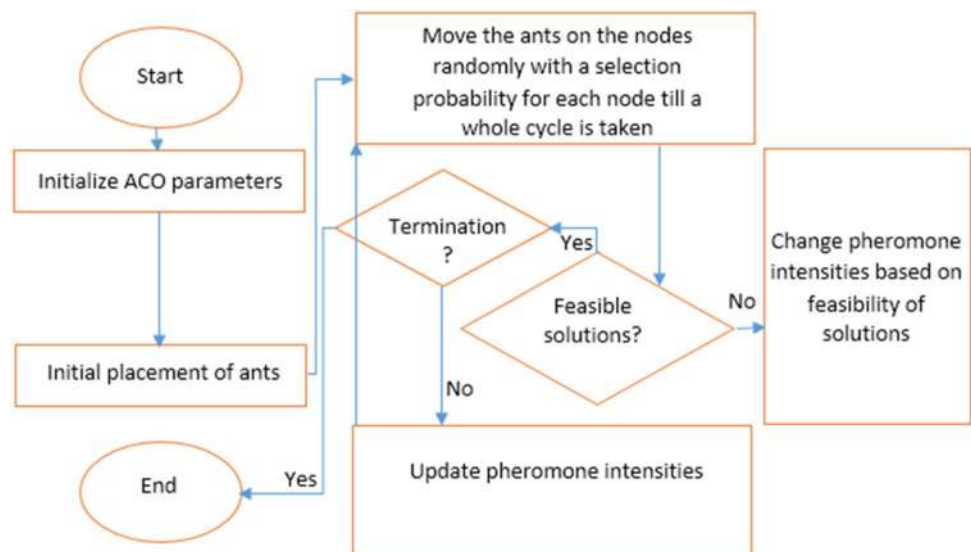 Start
Initialize ACO parameters
Initial placement of ants
Move the ants on the nodes
randomly with a selection
probability for each node till a
whole cycle is taken
Feasible
solutions?
Yes
No
Change pheromone
intensities based on
feasibility of
solutions
Termination
?
No
Yes
Update pheromone intensities
End